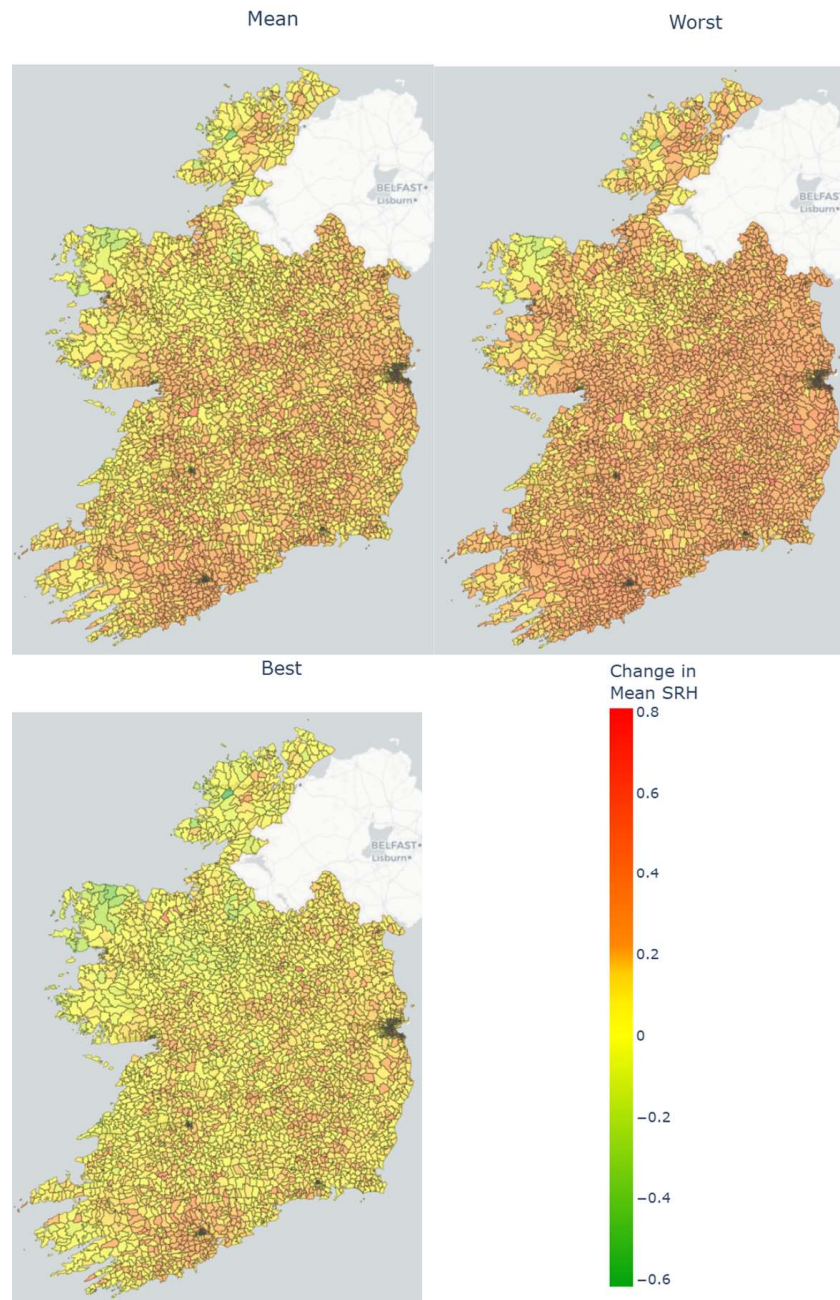 Mean
Worst
BELFAST
Lisburn
BELFAST
Lisburn
Best
Change in
Mean SRH
0.8
0.6
0.4
0.2
0
−0.2
−0.4
−0.6
BELFAST
Lisburn